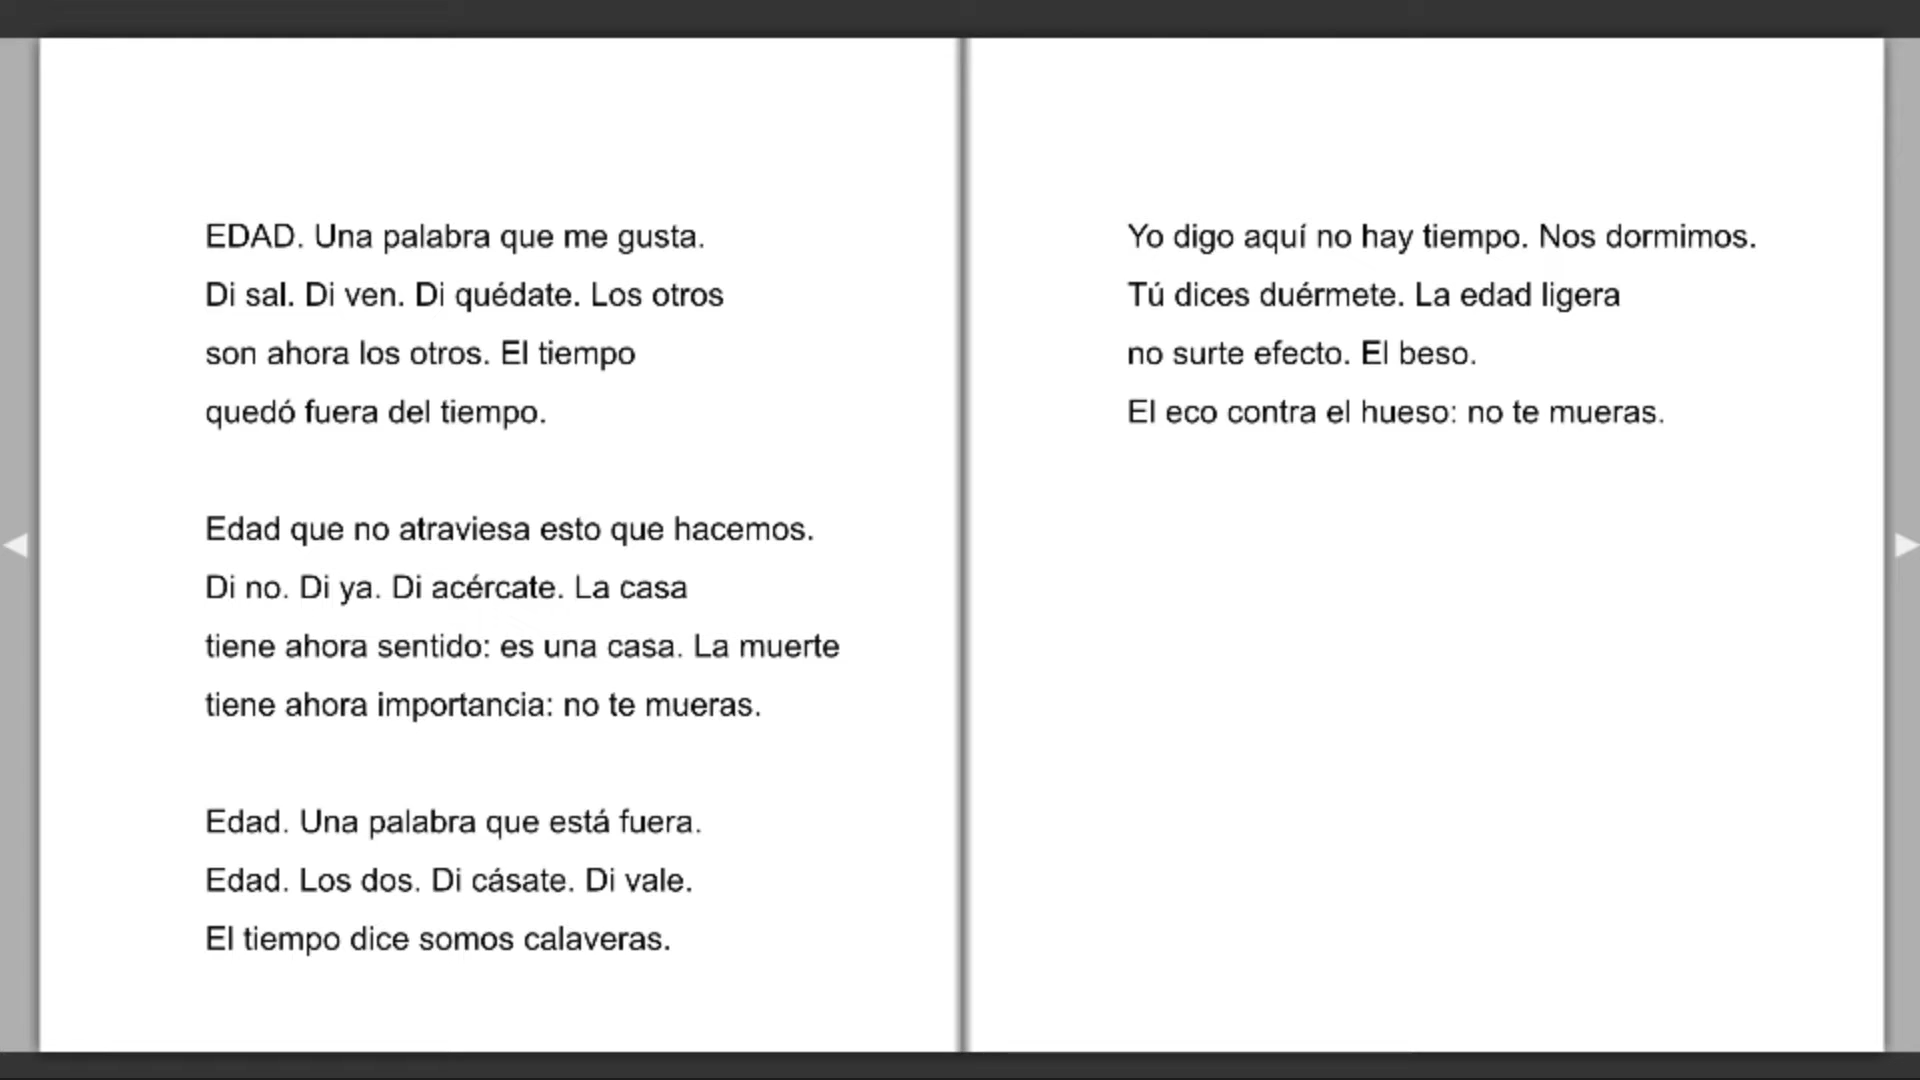 EDAD. Una palabra que me gusta.
Di sal. Di ven. Di quédate. Los otros
son ahora los otros. El tiempo
quedó fuera del tiempo.
Edad que no atraviesa esto que hacemos.
Di no. Di ya. Di acércate. La casa
tiene ahora sentido: es una casa. La muerte
tiene ahora importancia: no te mueras.
Edad. Una palabra que está fuera.
Edad. Los dos. Di cásate. Di vale.
El tiempo dice somos calaveras.
Yo digo aquí no hay tiempo. Nos dormimos.
Tú dices duérmete. La edad ligera
no surte efecto. El beso.
El eco contra el hueso: no te mueras.